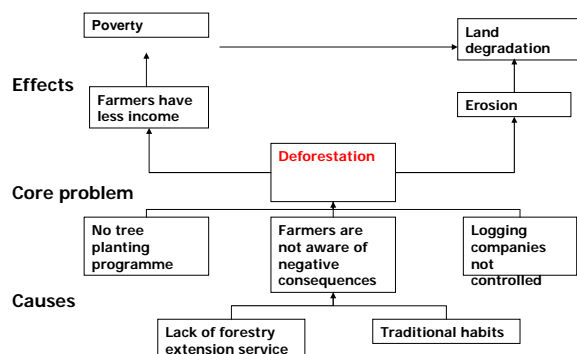 Poverty
Land
degradation
Effects
Farmers have
less income
Erosion
Deforestation
Core problem
No tree
planting
programme
Farmers are
not aware of
negative
consequences
Logging
companies
not
controlled
Causes
Lack of forestry
extension service
Traditional habits